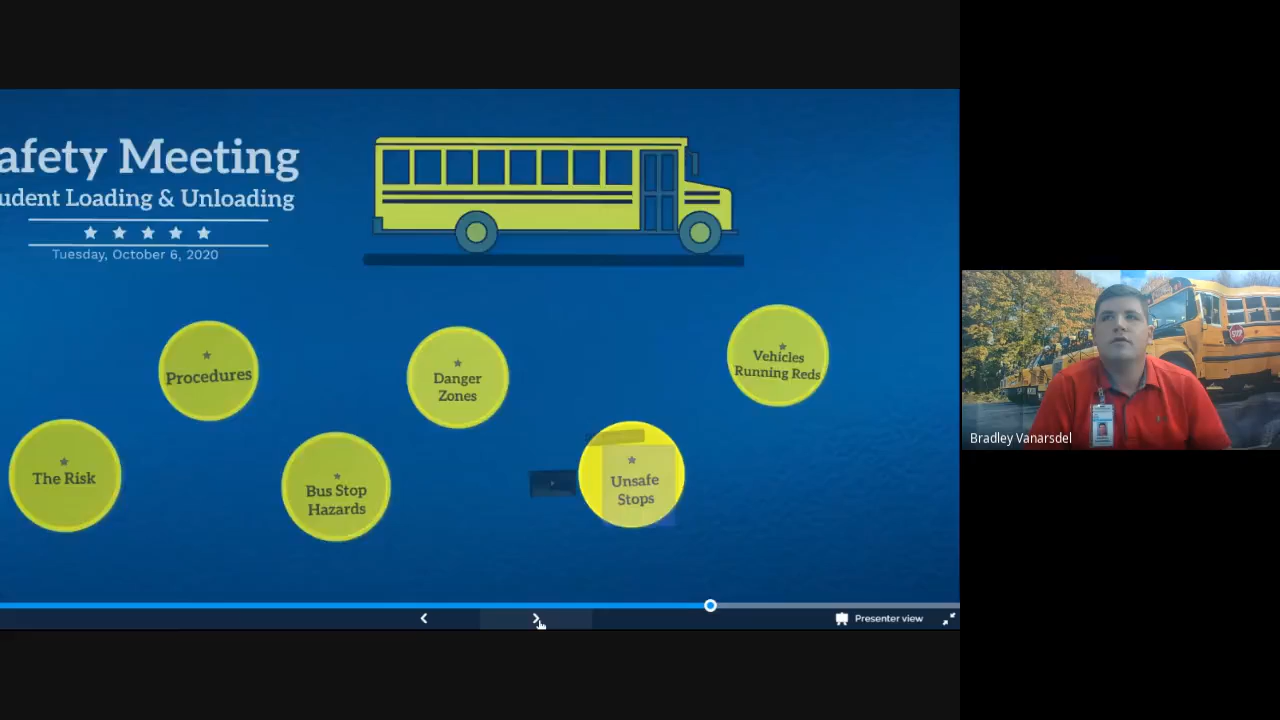 afety Meeting
udent Loading & Unloading
Tuesday, October 6, 2020
Procedures
Danger
Zones
Vehicles
Running Reds
The Risk
Bus Stop
Hazards
Unsafe
Stops
Presenter view
STOP
Bradley Vanarsdel